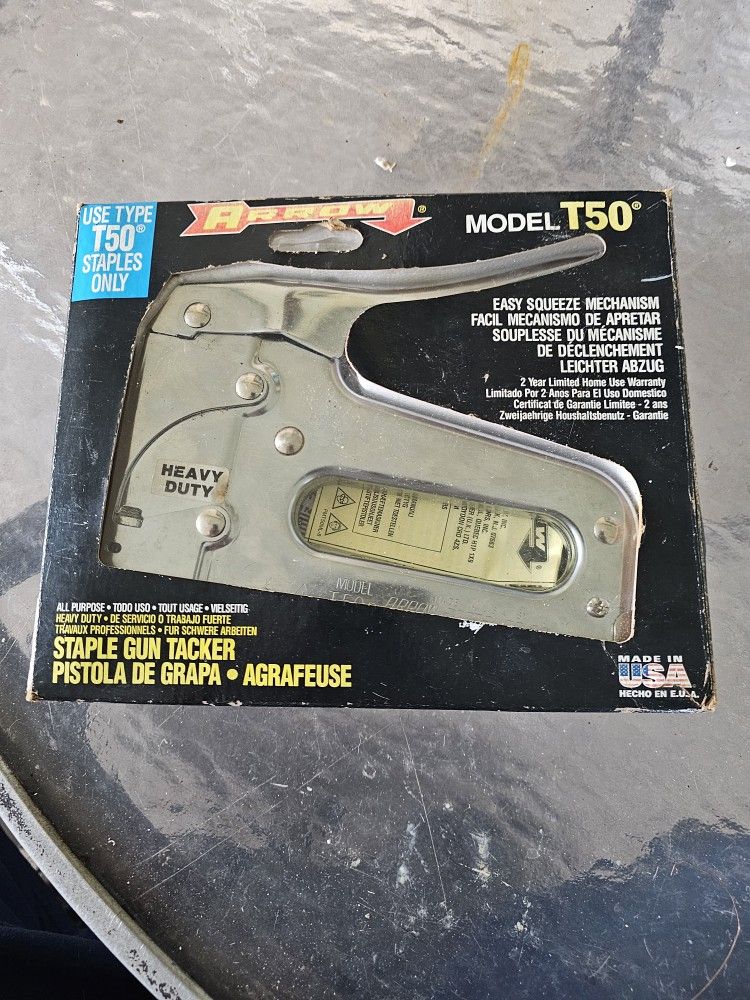 USE TYPE
T50®
STAPLES
ONLY
ARROW®
MODEL T50®
EASY SQUEEZE MECHANISM
FACIL MECANISMO DE APRETAR
SOUPLESSE DU MÉCANISME
DE DÉCLENCHEMENT
LEICHTER ABZUG
2 Year Limited Home Use Warranty
Limitado Por 2 Anos Para El Uso Domestico
Certificat de Garantie Limitee - 2 ans
Zweijaehrige Houshaltsbenutz - Garantie
HEAVY
DUTY
MODEL
T50 ARROW
ALL PURPOSE • TODO USO • TOUT USAGE • VIELSEITIG
HEAVY DUTY • DE SERVICIO O TRABAJO FUERTE
TRAVAUX PROFESSIONNELS • FUR SCHWERE ARBEITEN
STAPLE GUN TACKER
PISTOLA DE GRAPA • AGRAFEUSE
MADE IN
USA
HECHO EN E.U.A.